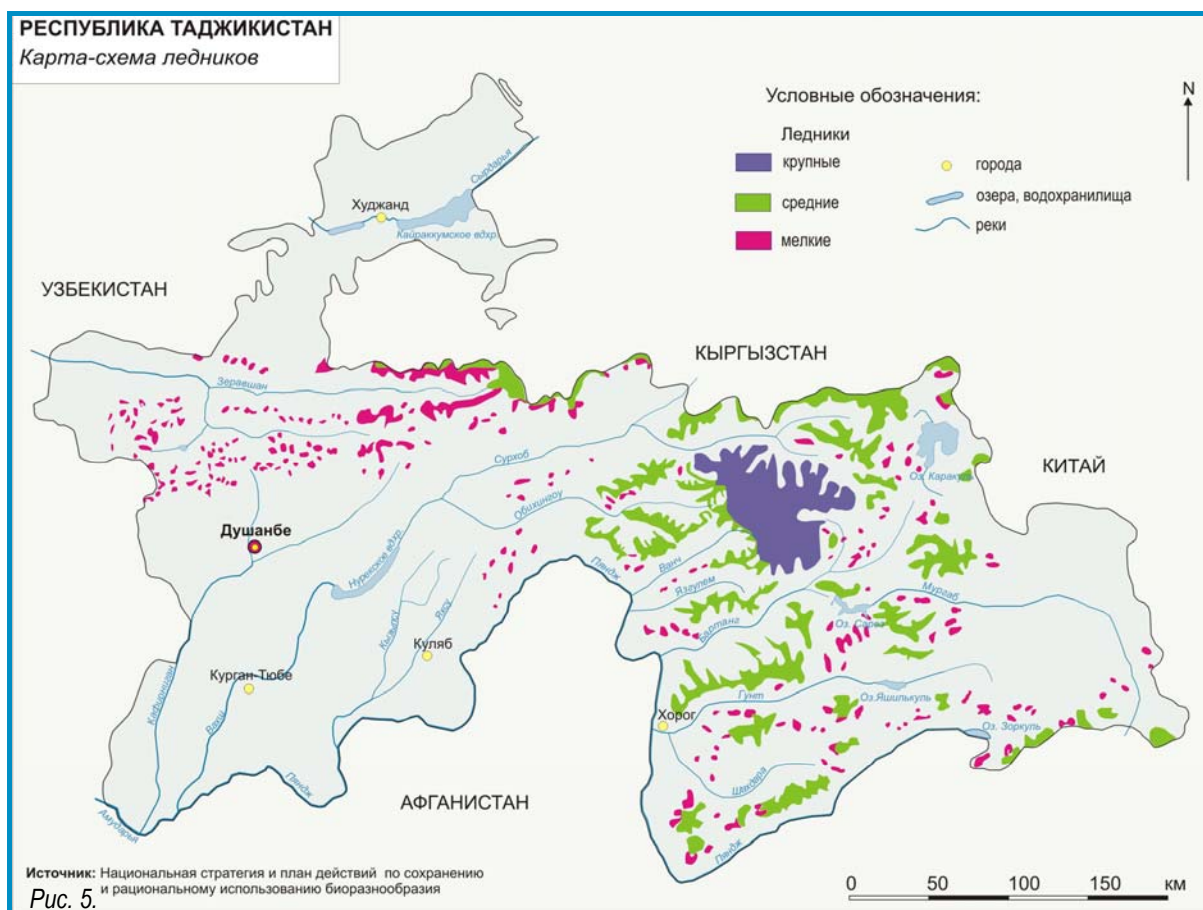 РЕСПУБЛИКА ТАДЖИКИСТАН
Карта-схема ледников
Условные обозначения:
Ледники
крупные
средние
мелкие
города
озера, водохранилища
реки
N
Сырдарья
Худжанд
Кайраккумское вдхр.
УЗБЕКИСТАН
КЫРГЫЗСТАН
Зеравшан
Сурхоб
Оз. Каракуль
КИТАЙ
Обихингоу
Душанбе
Нурекское вдхр.
Пяндж
Ванч
Язгулем
Бартанг
Мургаб
Оз. Сарез
Кызылсу
Яхсу
Куляб
Курган-Тюбе
Кафирниган
Вахш
Гунт
Оз.Яшилькуль
Хорог
Оз. Зоркуль
Шахдара
Пяндж
Пяндж
АФГАНИСТАН
Амударья
Источник: Национальная стратегия и план действий по сохранению
и рациональному использованию биоразнообразия
Рис. 5.
0 50 100 150 км